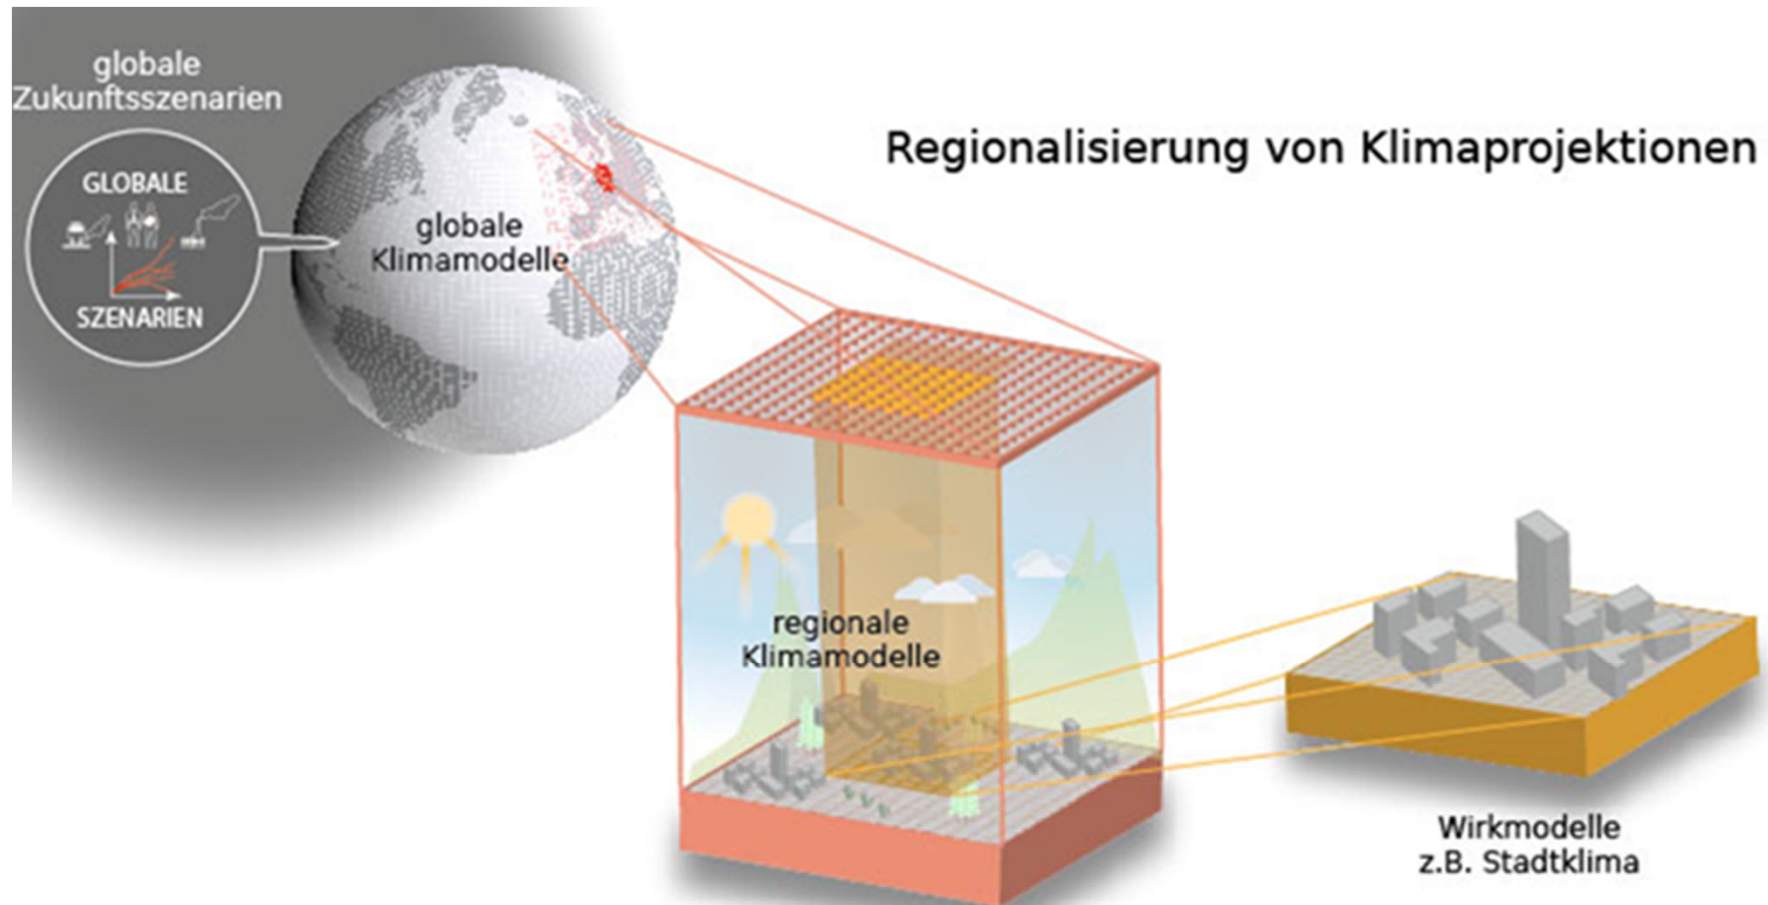 globale
Zukunftsszenarien
GLOBALE
SZENARIEN
globale
Klimamodelle
Regionalisierung von Klimaprojektionen
regionale
Klimamodelle
Wirkmodelle
z.B. Stadtklima